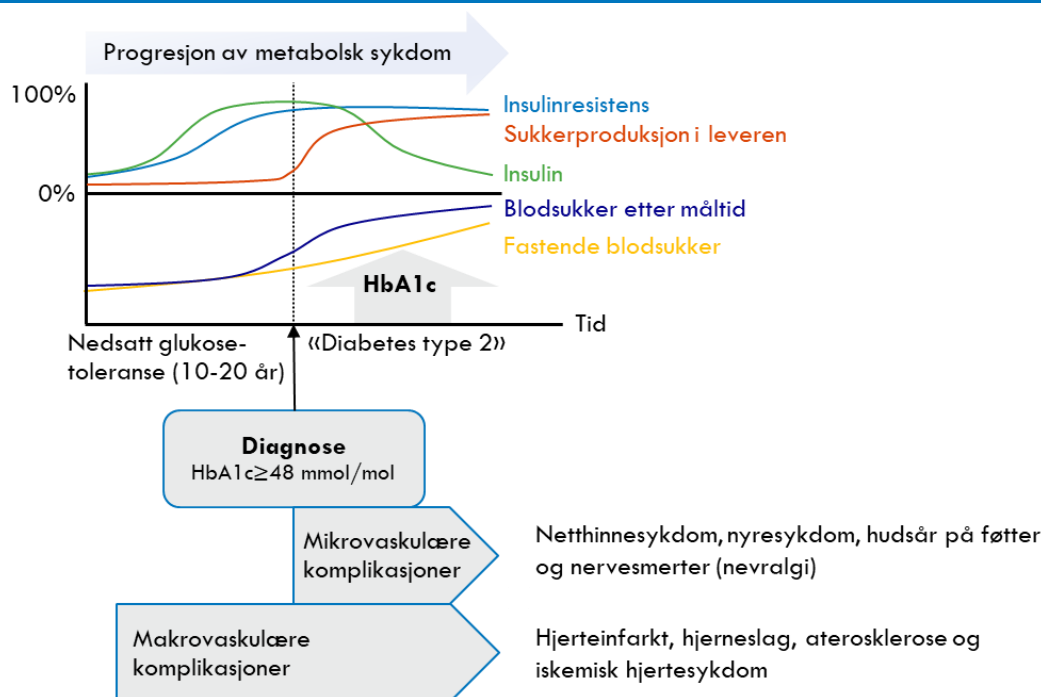 Progresjon av metabolsk sykdom
100%
Insulinresistens
Sukkerproduksjon i leveren
Insulin
0%
Blodsukker etter måltid
Fastende blodsukker
HbA1c
Tid
Nedsatt glukose-
toleranse (10-20 år)
«Diabetes type 2»
Diagnose
HbA1c≥48 mmol/mol
Mikrovaskulære
komplikasjoner
Netthinnesykdom, nyresykdom, hudsår på føtter
og nervesmerter (nevralgi)
Makrovaskulære
komplikasjoner
Hjerteinfarkt, hjerneslag, aterosklerose og
iskemisk hjertesykdom